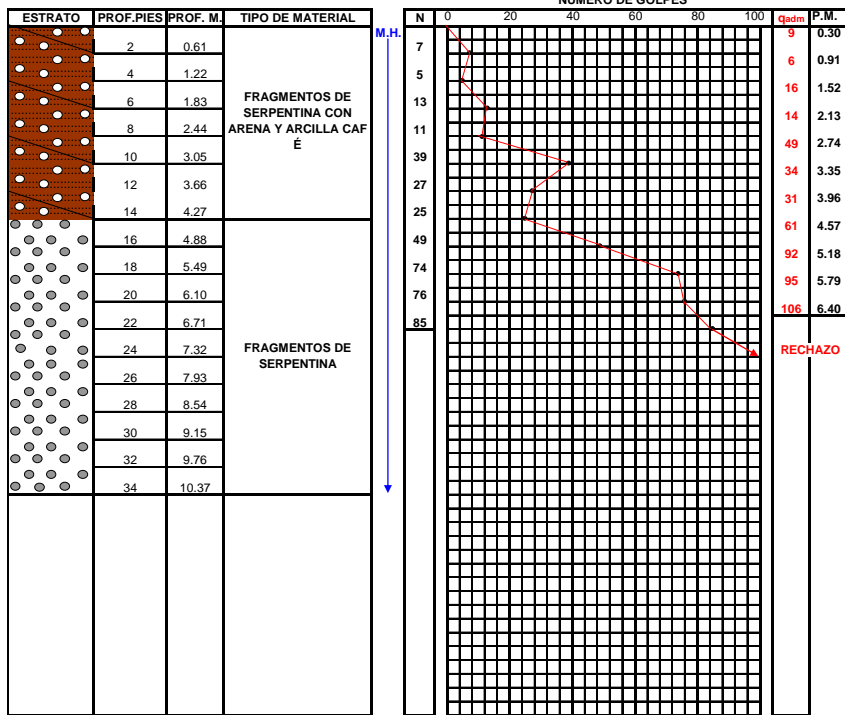 NUMERO DE GOLPES
ESTRATO PROF.PIES PROF. M. TIPO DE MATERIAL M.H. N 0 20 40 60 80 100 qadm P.M.
9 0.30
2 0.61 7
6 0.91
4 1.22 5
16 1.52
6 1.83 13
14 2.13
8 2.44 11
49 2.74
10 3.05 39
34 3.35
12 3.66 27
31 3.96
14 4.27 25
61 4.57
16 4.88 49
92 5.18
18 5.49 74
95 5.79
20 6.10 76
106 6.40
22 6.71 85
24 7.32
26 7.93
28 8.54
30 9.15
32 9.76
34 10.37
FRAGMENTOS DE
SERPENTINA CON
ARENA Y ARCILLA CAF
É
FRAGMENTOS DE
SERPENTINA
RECHAZO